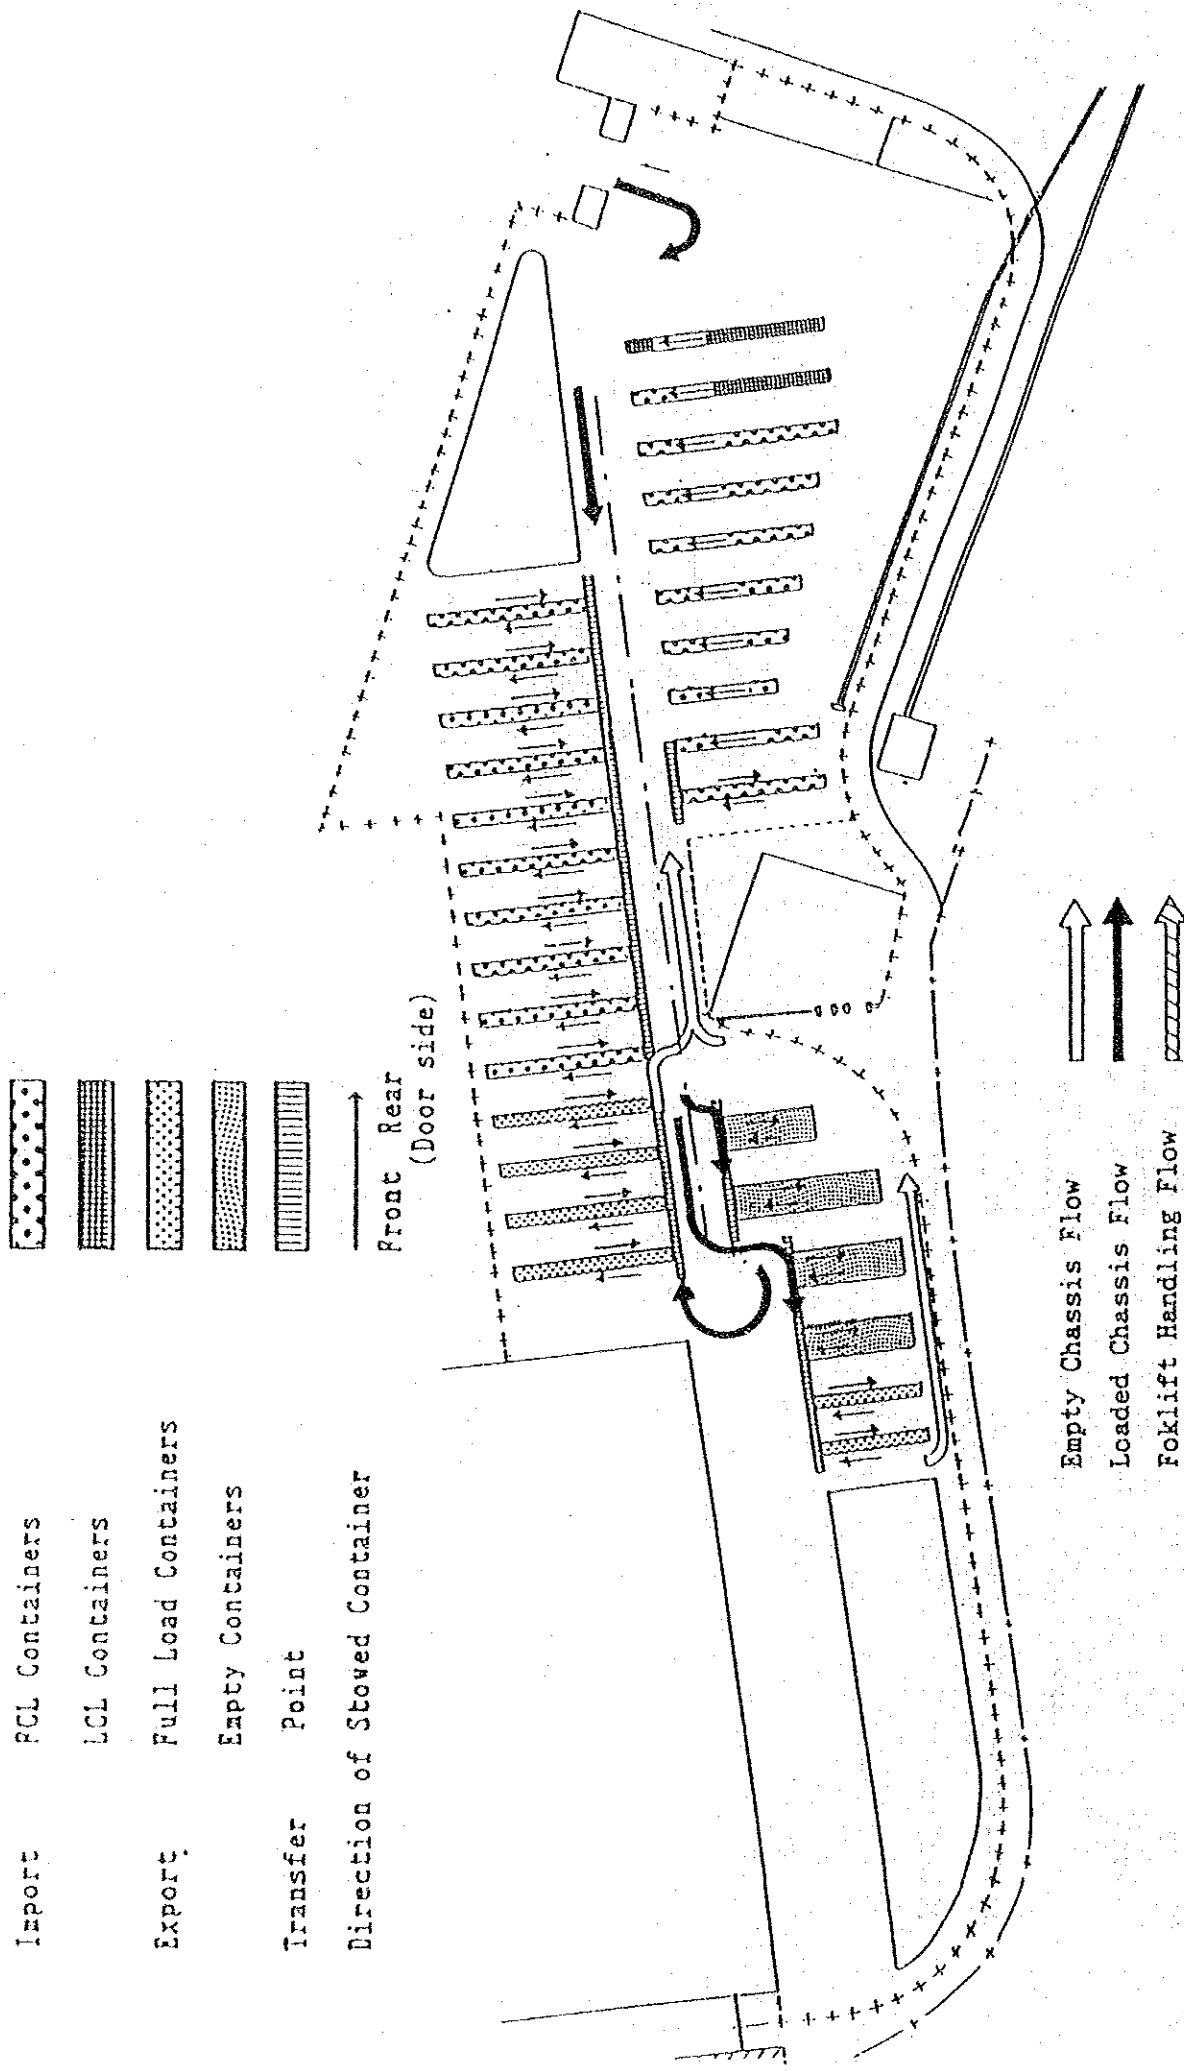 Import FCL Containers
LCL Containers
Export Full Load Containers
Empty Containers
Transfer Point
Direction of Stowed Container
Front Rear
(Door side)
Empty Chassis Flow
Loaded Chassis Flow
Foklift Handling Flow